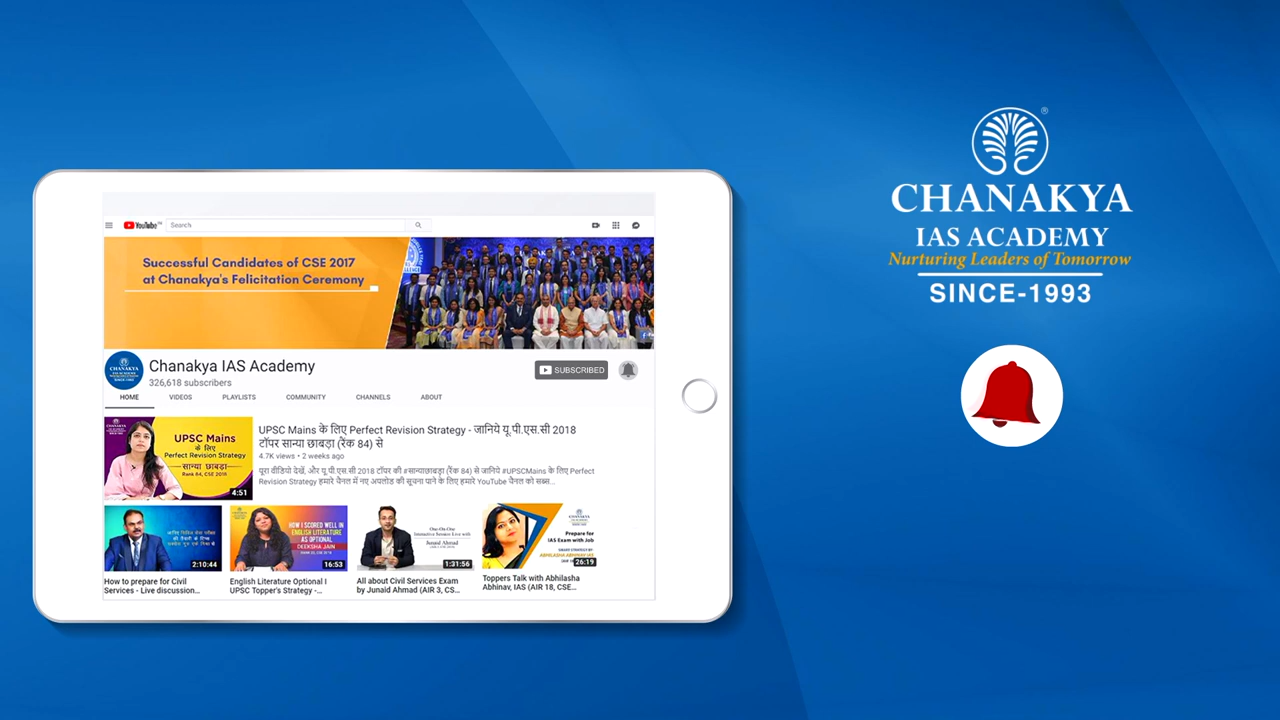 YouTube
Search
Successful Candidates of CSE 2017
at Chanakya's Felicitation Ceremony
Chanakya IAS Academy
326,618 subscribers
SUBSCRIBED
HOME VIDEOS PLAYLISTS COMMUNITY CHANNELS ABOUT
CHANAKYA
SINCE-1993
UPSC Mains
के लिए
Perfect Revision Strategy
सान्या छाबड़ा
Rank 84, CSE 2018
4:51
UPSC Mains के लिए Perfect Revision Strategy - जानिये यू.पी.एस.सी 2018
टॉपर सान्या छाबड़ा (रैंक 84) से
4.7K views • 2 weeks ago
पूरा वीडियो देखें, और यू.पी.एस.सी 2018 टॉपर की #सान्याछाबड़ा (रैंक 84) से जानिये #UPSCMains के लिए Perfect
Revision Strategy हमारे चैनल में नए अपलोड की सूचना पाने के लिए हमारे YouTube चैनल को सब्स...
2:10:44
How to prepare for Civil
Services - Live discussion...
HOW I SCORED WELL IN
ENGLISH LITERATURE
AS OPTIONAL
DEEKSHA JAIN
16:53
English Literature Optional I
UPSC Topper's Strategy -...
One-On-One
Interactive Session Live with
Junaid Ahmad
1:31:56
All about Civil Services Exam
by Junaid Ahmad (AIR 3, CS...
Prepare for
IAS Exam with Job
ABHILASHA ABHINAV IAS
26:19
Toppers Talk with Abhilasha
Abhinav, IAS (AIR 18, CSE...
®
CHANAKYA
IAS ACADEMY
Nurturing Leaders of Tomorrow
SINCE-1993